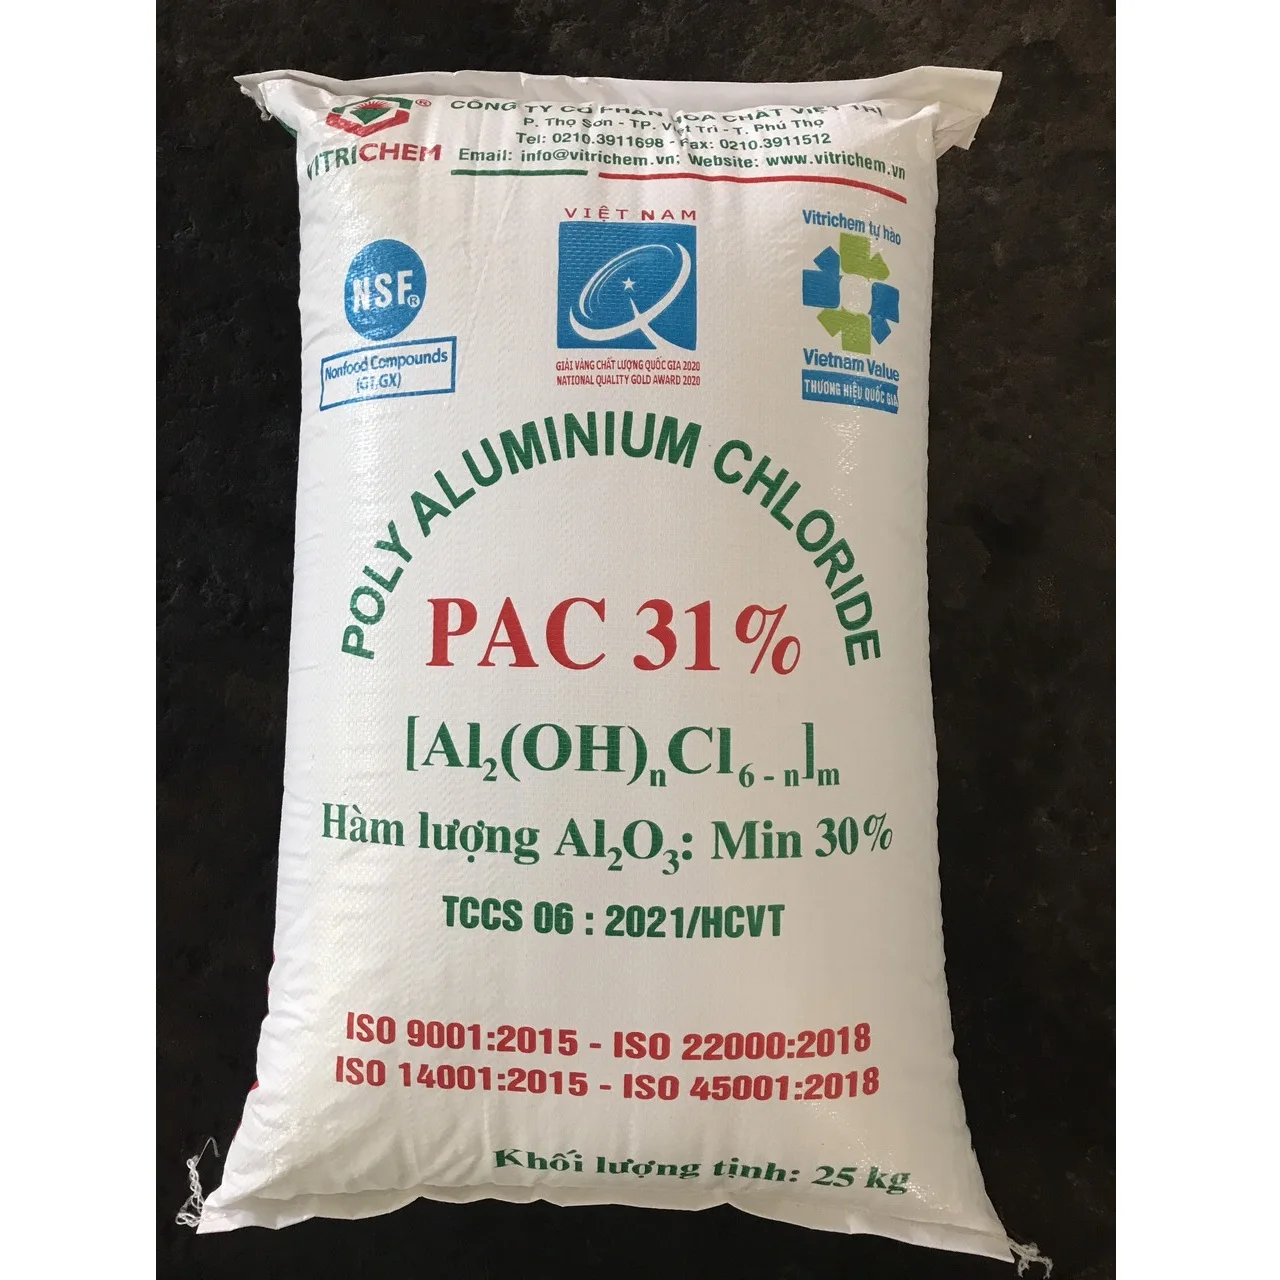 VITRICHEM ®
CÔNG TY CỔ PHẦN HÓA CHẤT VIỆT TRÌ
P. Thọ Sơn - TP. Việt Trì - T. Phú Thọ
Tel: 0210.3911698 - Fax: 0210.3911512
Email: info@vitrichem.vn; Website: www.vitrichem.vn
NSF®
Nonfood Compounds
(G1,GX)
VIỆT NAM
GIẢI VÀNG CHẤT LƯỢNG QUỐC GIA 2020
NATIONAL QUALITY GOLD AWARD 2020
Vitrichem tự hào
Vietnam Value
THƯƠNG HIỆU QUỐC GIA
POLY ALUMINIUM CHLORIDE
PAC 31%
[Al₂(OH)ₙCl₆₋ₙ]ₘ
Hàm lượng Al₂O₃: Min 30%
TCCS 06 : 2021/HCVT
ISO 9001:2015 - ISO 22000:2018
ISO 14001:2015 - ISO 45001:2018
Khối lượng tịnh: 25 kg